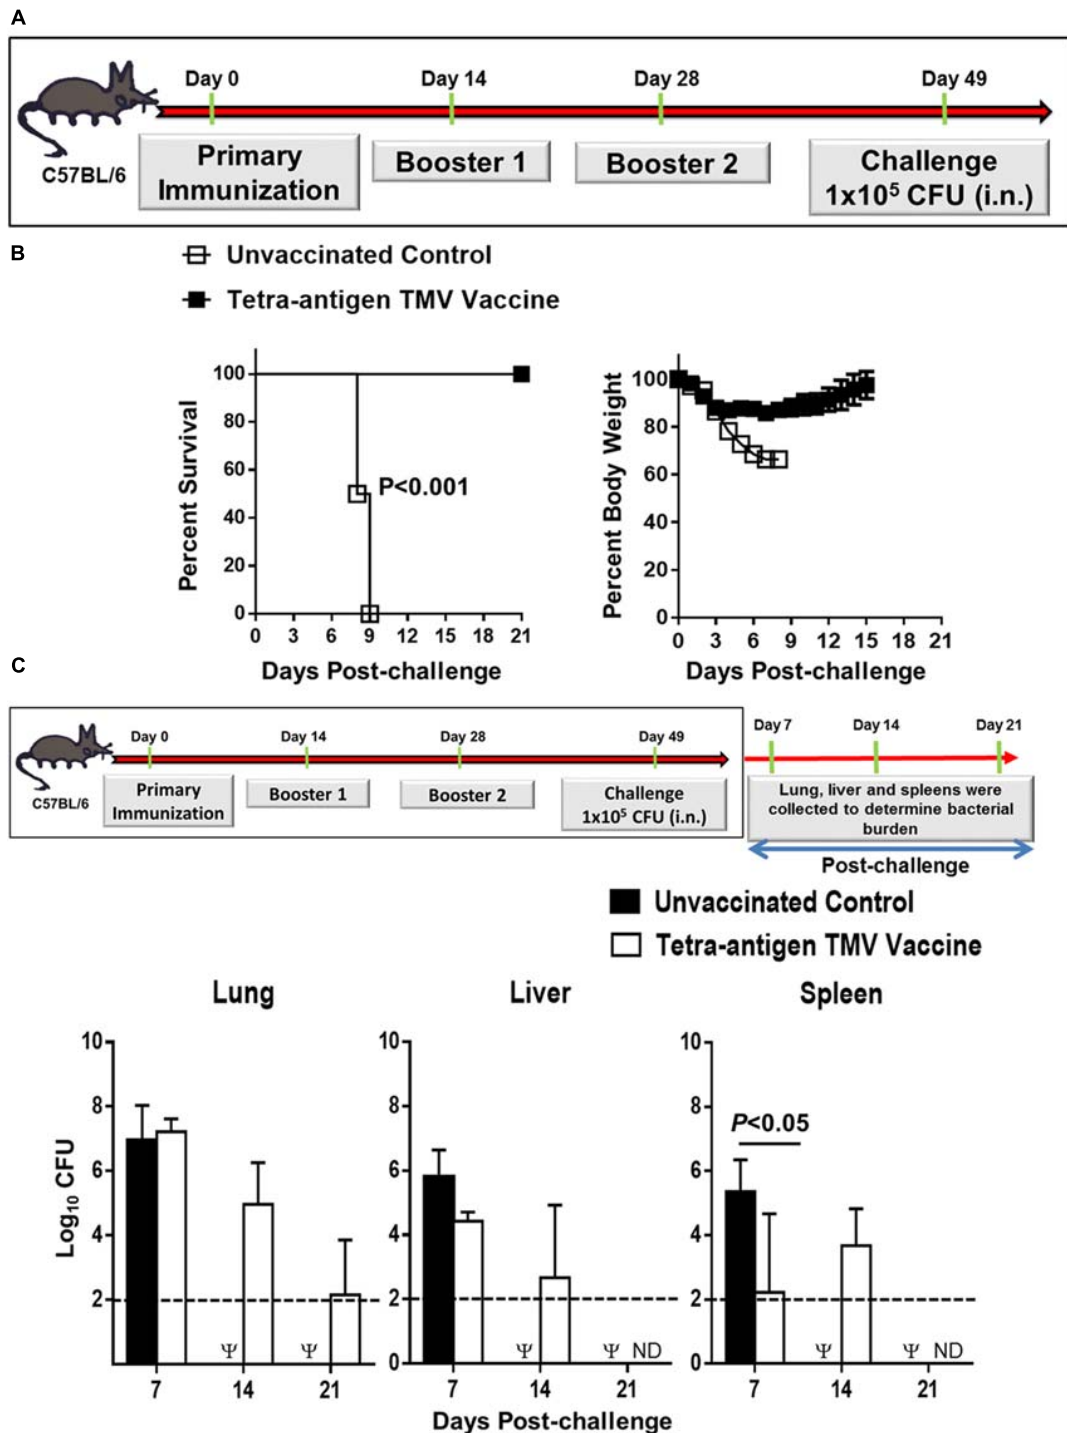 A
Day 0
Day 14
Day 28
Day 49
C57BL/6
Primary
Immunization
Booster 1
Booster 2
Challenge
1x10⁵ CFU (i.n.)
B
Unvaccinated Control
Tetra-antigen TMV Vaccine
Percent Survival
100
80
60
40
20
0
P<0.001
0 3 6 9 12 15 18 21
Days Post-challenge
Percent Body Weight
100
80
60
40
20
0
0 3 6 9 12 15 18 21
Days Post-challenge
C
Day 0
Day 14
Day 28
Day 49
C57BL/6
Primary
Immunization
Booster 1
Booster 2
Challenge
1x10⁵ CFU (i.n.)
Day 7
Day 14
Day 21
Lung, liver and spleens were
collected to determine bacterial
burden
Post-challenge
Unvaccinated Control
Tetra-antigen TMV Vaccine
Lung
Liver
Spleen
Log₁₀ CFU
10
8
6
4
2
Ψ Ψ
7 14 21
10
8
6
4
2
0
Ψ Ψ ND
7 14 21
10
8
6
4
2
0
P<0.05
Ψ Ψ ND
7 14 21
Days Post-challenge